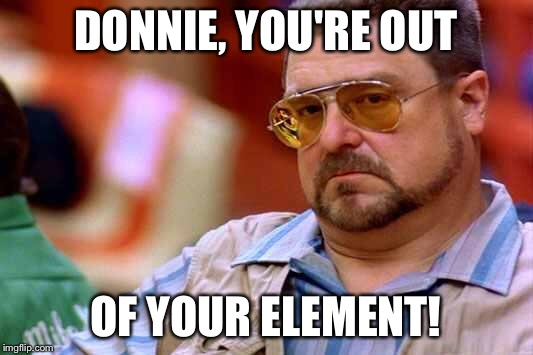 DONNIE, YOU'RE OUT
OF YOUR ELEMENT!
imgflip.com